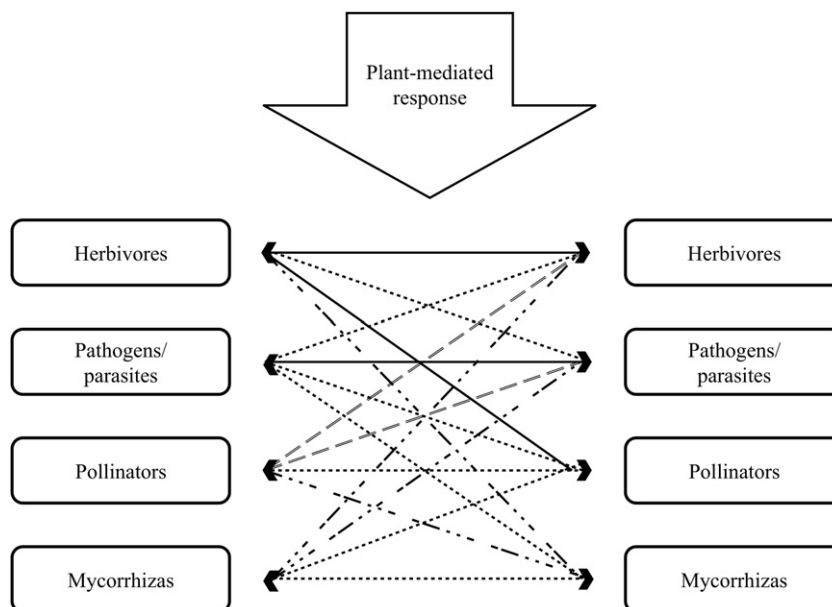 Plant-mediated
response
Herbivores
Herbivores
Pathogens/
parasites
Pathogens/
parasites
Pollinators
Pollinators
Mycorrhizas
Mycorrhizas